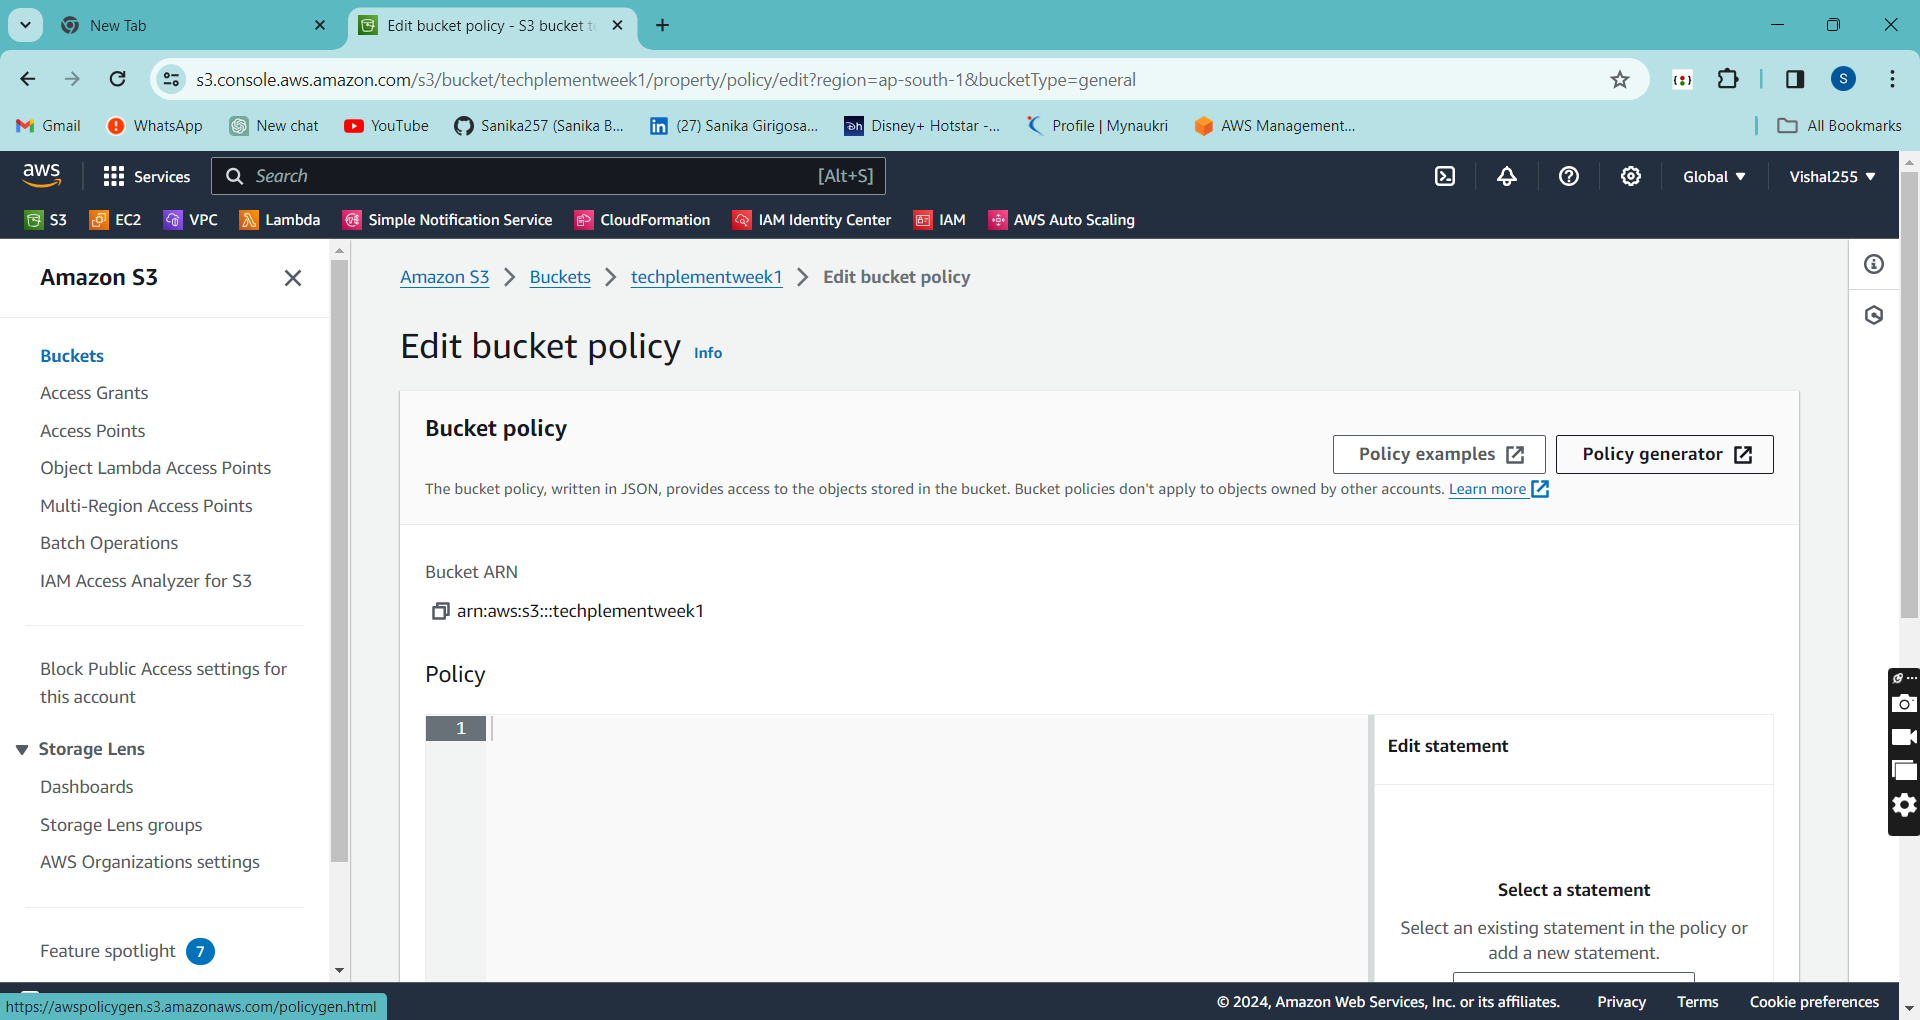 New Tab
Edit bucket policy - S3 bucket te
s3.console.aws.amazon.com/s3/bucket/techplementweek1/property/policy/edit?region=ap-south-1&bucketType=general
S
Gmail
WhatsApp
New chat
YouTube
Sanika257 (Sanika B...
in
(27) Sanika Girigosa...
Disney+ Hotstar -...
Profile | Mynaukri
AWS Management...
All Bookmarks
aws
Services
Search
[Alt+S]
Global
Vishal255
S3
EC2
VPC
Lambda
Simple Notification Service
CloudFormation
IAM Identity Center
IAM
AWS Auto Scaling
Amazon S3
Buckets
Access Grants
Access Points
Object Lambda Access Points
Multi-Region Access Points
Batch Operations
IAM Access Analyzer for S3
Block Public Access settings for
this account
Storage Lens
Dashboards
Storage Lens groups
AWS Organizations settings
Feature spotlight 7
Amazon S3 > Buckets > techplementweek1 > Edit bucket policy
Edit bucket policy Info
Bucket policy
Policy examples
Policy generator
The bucket policy, written in JSON, provides access to the objects stored in the bucket. Bucket policies don't apply to objects owned by other accounts. Learn more
Bucket ARN
arn:aws:s3:::techplementweek1
Policy
1
Edit statement
Select a statement
Select an existing statement in the policy or
add a new statement.
https://awspolicygen.s3.amazonaws.com/policygen.html
© 2024, Amazon Web Services, Inc. or its affiliates.
Privacy
Terms
Cookie preferences